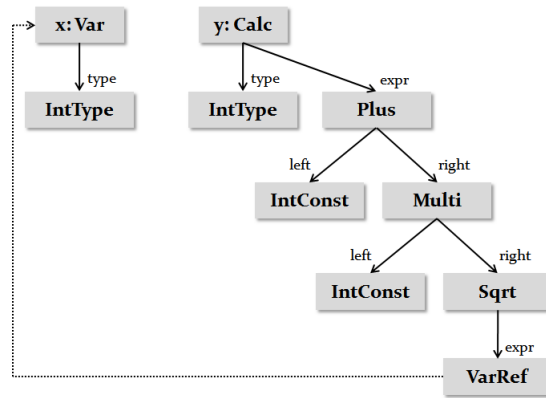 x: Var y: Calc
type type expr
IntType IntType Plus
left right
IntConst Multi
left right
IntConst Sqrt
expr
VarRef